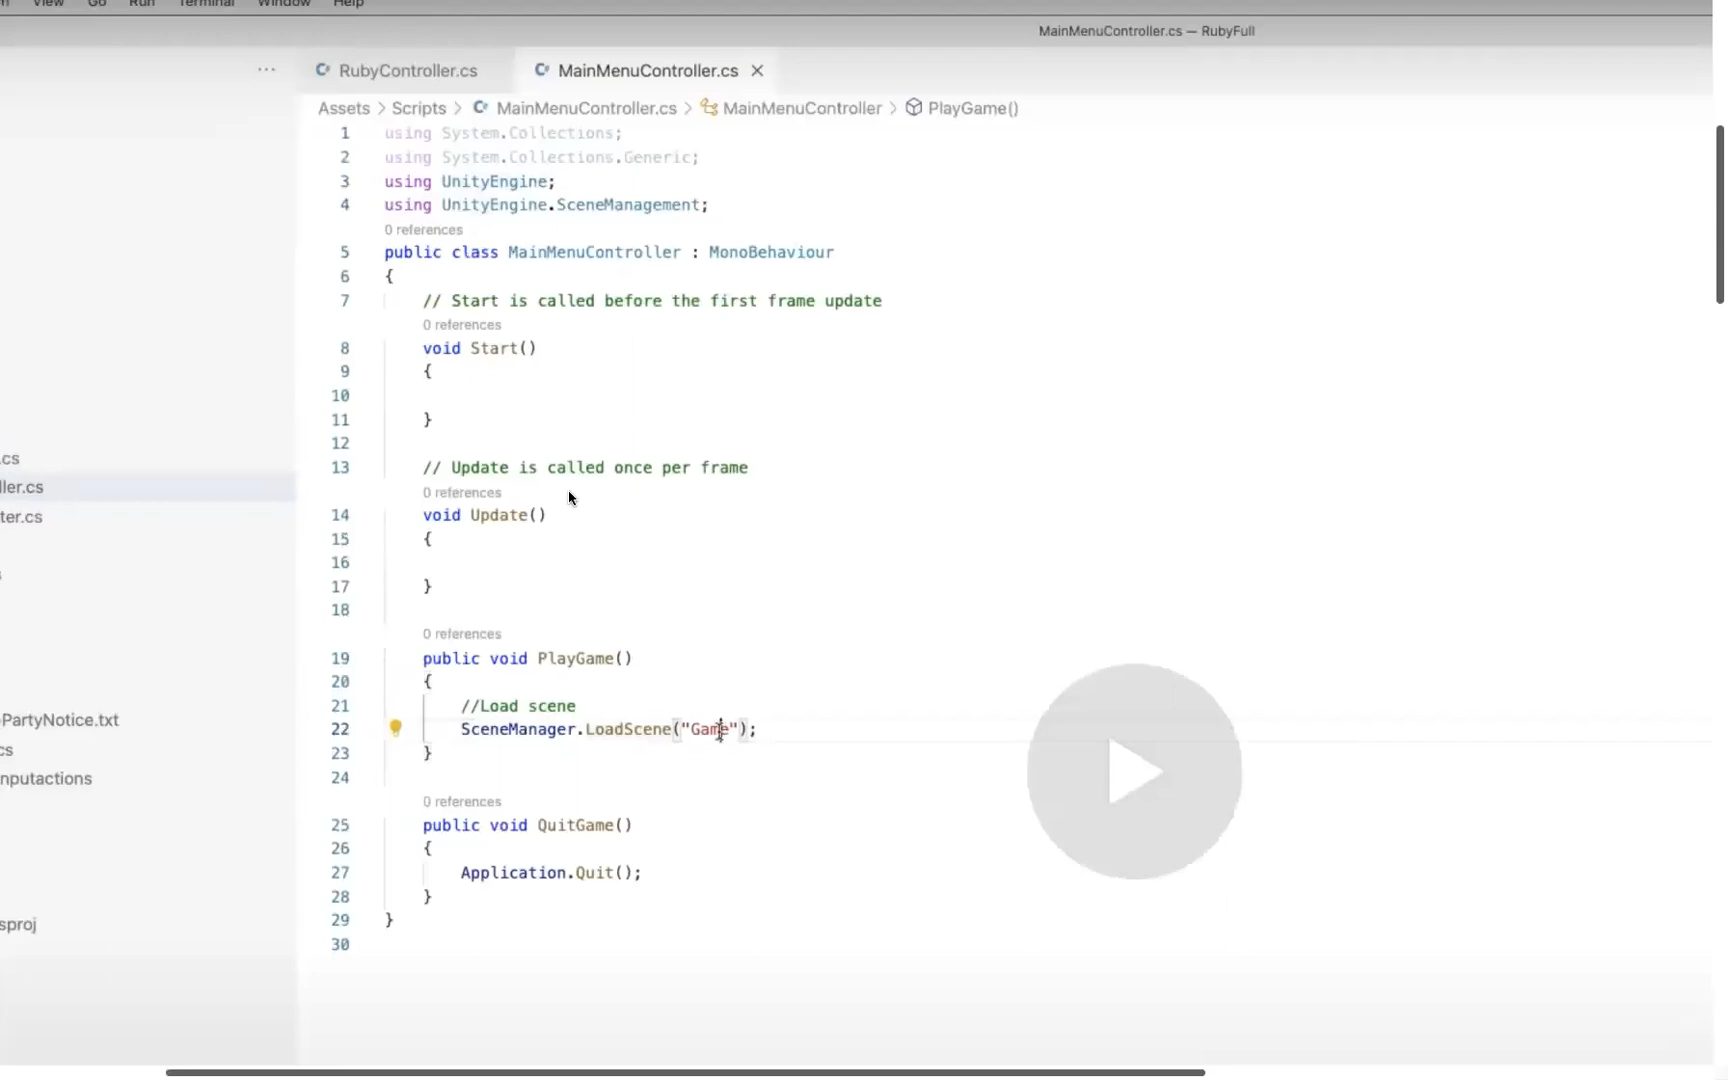 View Go Run Terminal Window Help
MainMenuController.cs — RubyFull
RubyController.cs MainMenuController.cs
Assets > Scripts > MainMenuController.cs > MainMenuController > PlayGame()
1 using System.Collections;
2 using System.Collections.Generic;
3 using UnityEngine;
4 using UnityEngine.SceneManagement;
0 references
5 public class MainMenuController : MonoBehaviour
6 {
7 // Start is called before the first frame update
0 references
8 void Start()
9 {
10
11 }
12
13 // Update is called once per frame
0 references
14 void Update()
15 {
16
17 }
18
0 references
19 public void PlayGame()
20 {
21 //Load scene
22 SceneManager.LoadScene("Game");
23 }
24
0 references
25 public void QuitGame()
26 {
27 Application.Quit();
28 }
29 }
30
.cs
ller.cs
ter.cs
PartyNotice.txt
cs
nputactions
sproj